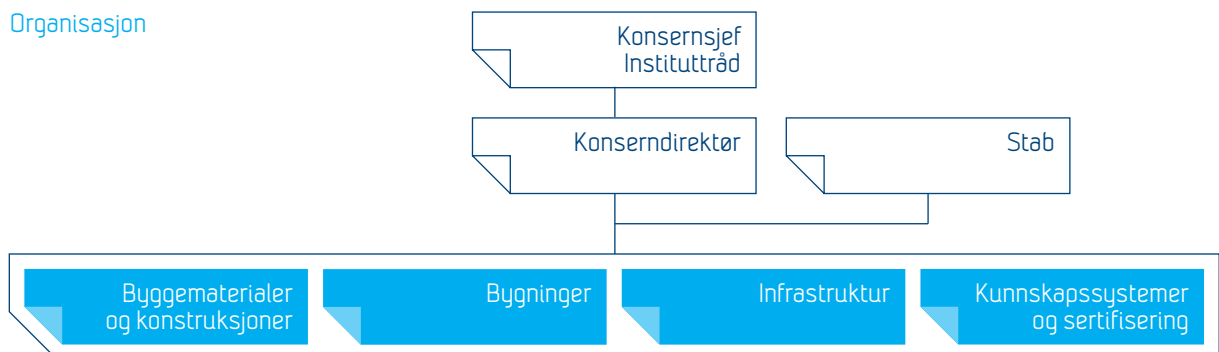 Organisasjon
Konsernsjef
Instituttråd
Konserndirektør
Stab
Byggematerialer
og konstruksjoner
Bygninger
Infrastruktur
Kunnskapssystemer
og sertifisering